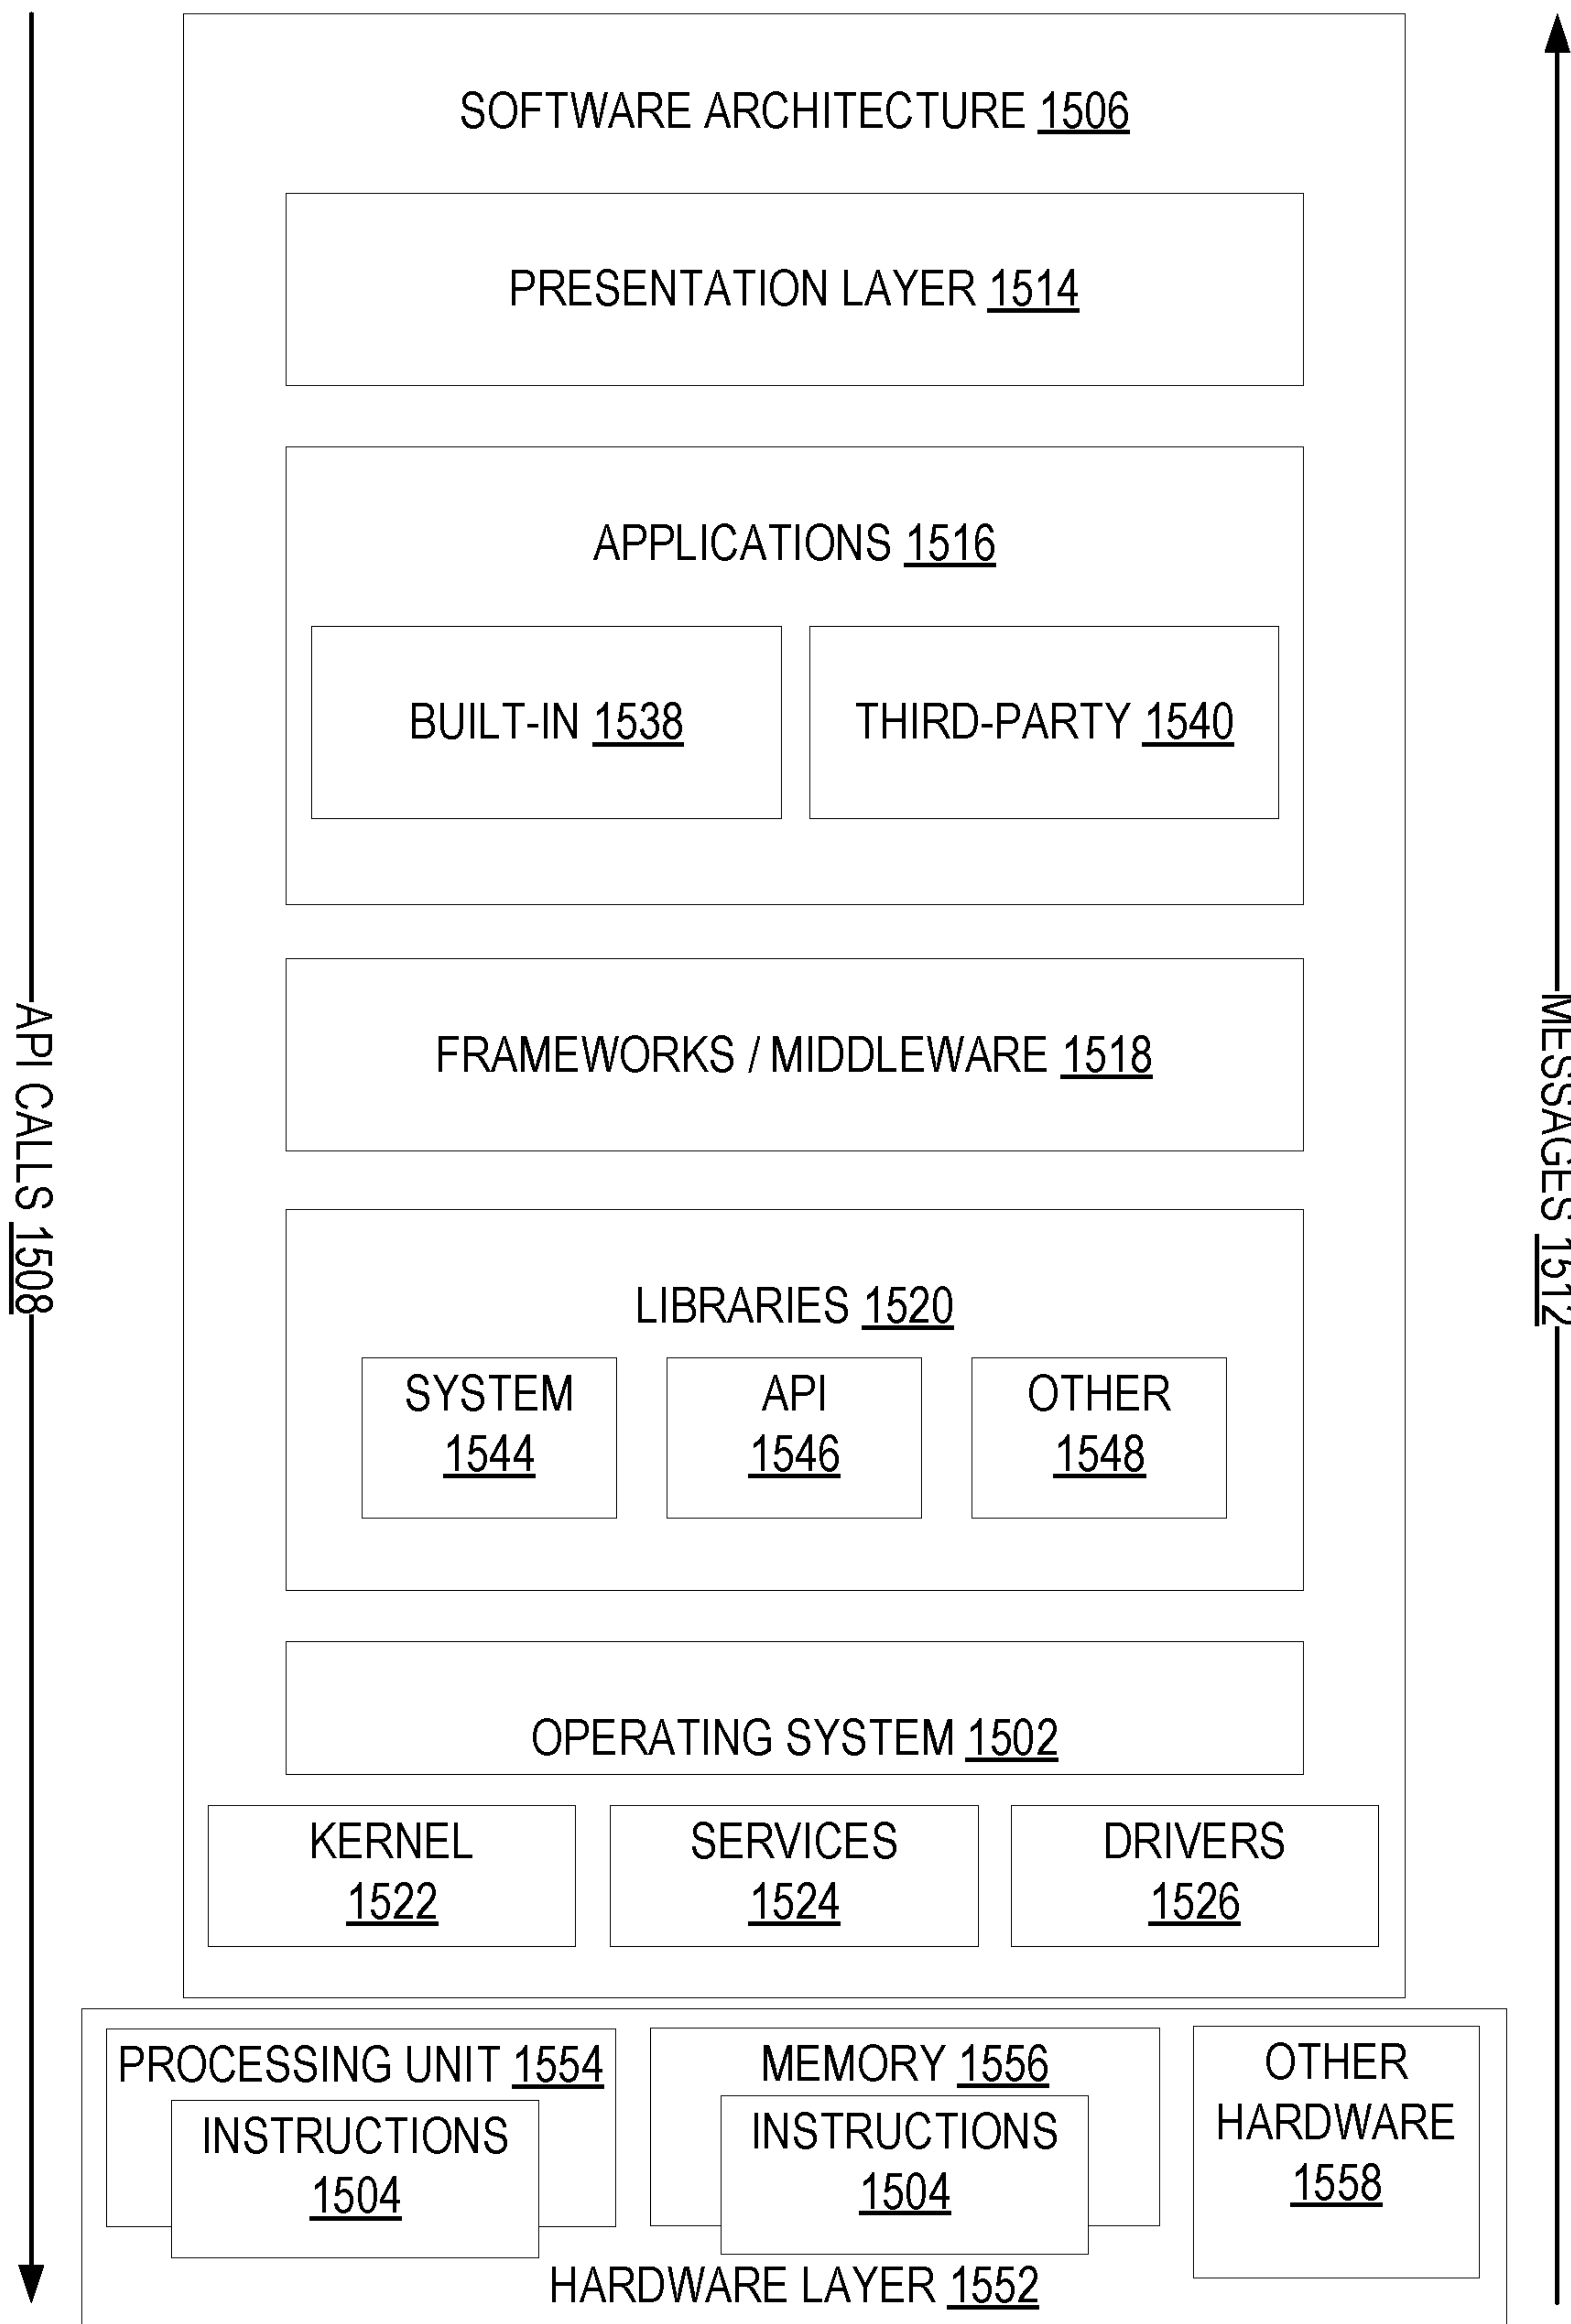 SOFTWARE ARCHITECTURE 1506
PRESENTATION LAYER 1514
APPLICATIONS 1516
BUILT-IN 1538
THIRD-PARTY 1540
FRAMEWORKS / MIDDLEWARE 1518
API CALLS 1508
MESSAGES 1512
LIBRARIES 1520
SYSTEM
1544
API
1546
OTHER
1548
OPERATING SYSTEM 1502
KERNEL
1522
SERVICES
1524
DRIVERS
1526
PROCESSING UNIT 1554
INSTRUCTIONS
1504
MEMORY 1556
INSTRUCTIONS
1504
OTHER
HARDWARE
1558
HARDWARE LAYER 1552